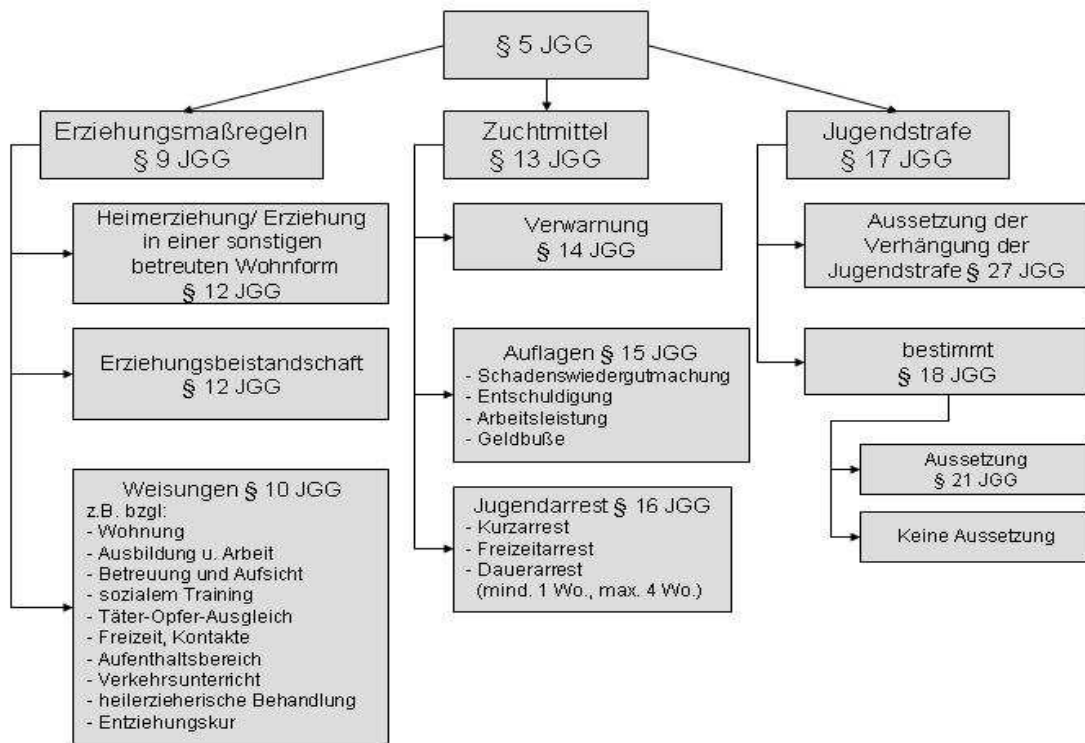 § 5 JGG
Erziehungsmaßregeln
§ 9 JGG
Heimerziehung/ Erziehung
in einer sonstigen
betreuten Wohnform
§ 12 JGG
Erziehungsbeistandschaft
§ 12 JGG
Weisungen § 10 JGG
z.B. bzgl:
- Wohnung
- Ausbildung u. Arbeit
- Betreuung und Aufsicht
- sozialem Training
- Täter-Opfer-Ausgleich
- Freizeit, Kontakte
- Aufenthaltsbereich
- Verkehrsunterricht
- heilerzieherische Behandlung
- Entziehungskur
Zuchtmittel
§ 13 JGG
Verwarnung
§ 14 JGG
Auflagen § 15 JGG
- Schadenswiedergutmachung
- Entschuldigung
- Arbeitsleistung
- Geldbuße
Jugendarrest § 16 JGG
- Kurzarrest
- Freizeitarrest
- Dauerarrest
(mind. 1 Wo., max. 4 Wo.)
Jugendstrafe
§ 17 JGG
Aussetzung der
Verhängung der
Jugendstrafe § 27 JGG
bestimmt
§ 18 JGG
Aussetzung
§ 21 JGG
Keine Aussetzung